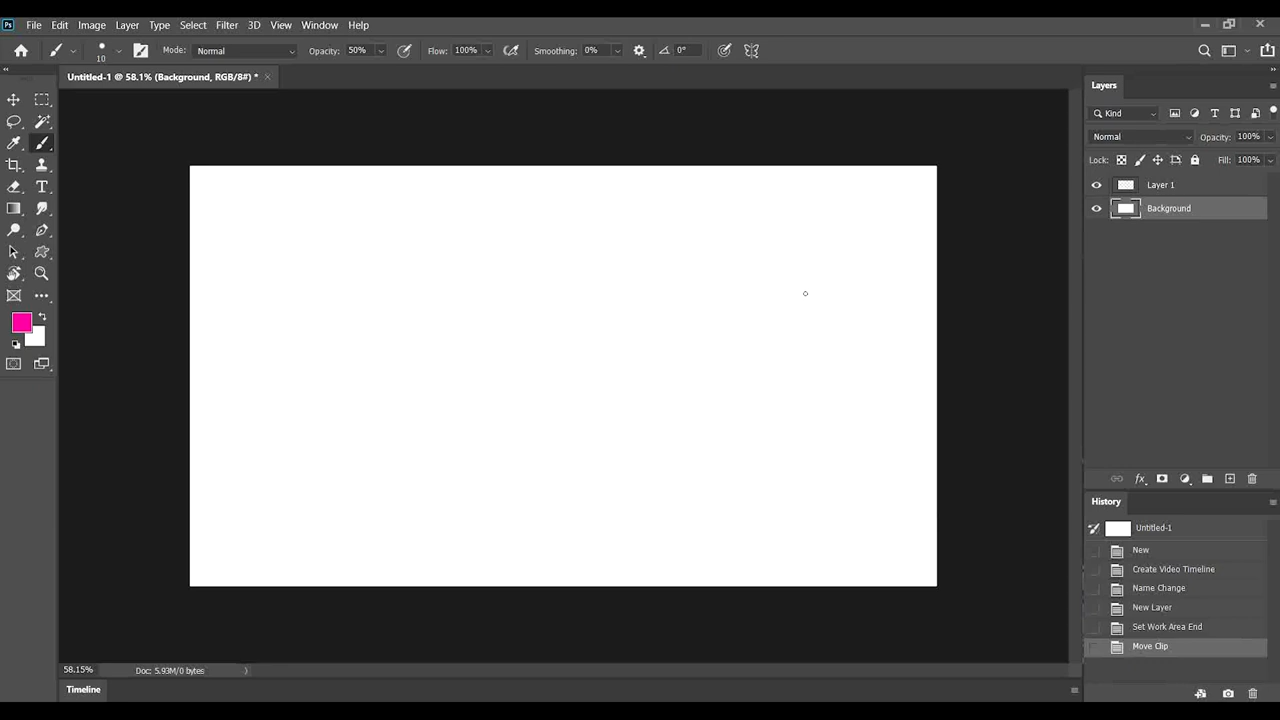 Ps File Edit Image Layer Type Select Filter 3D View Window Help
10 Mode: Normal Opacity: 50% Flow: 100% Smoothing: 0% 0°
Untitled-1 @ 58.1% (Background, RGB/8#) *
Layers
Kind
Normal Opacity: 100%
Lock: Fill: 100%
Layer 1
Background
fx
History
Untitled-1
New
Create Video Timeline
Name Change
New Layer
Set Work Area End
Move Clip
58.15% Doc: 5.93M/0 bytes
Timeline